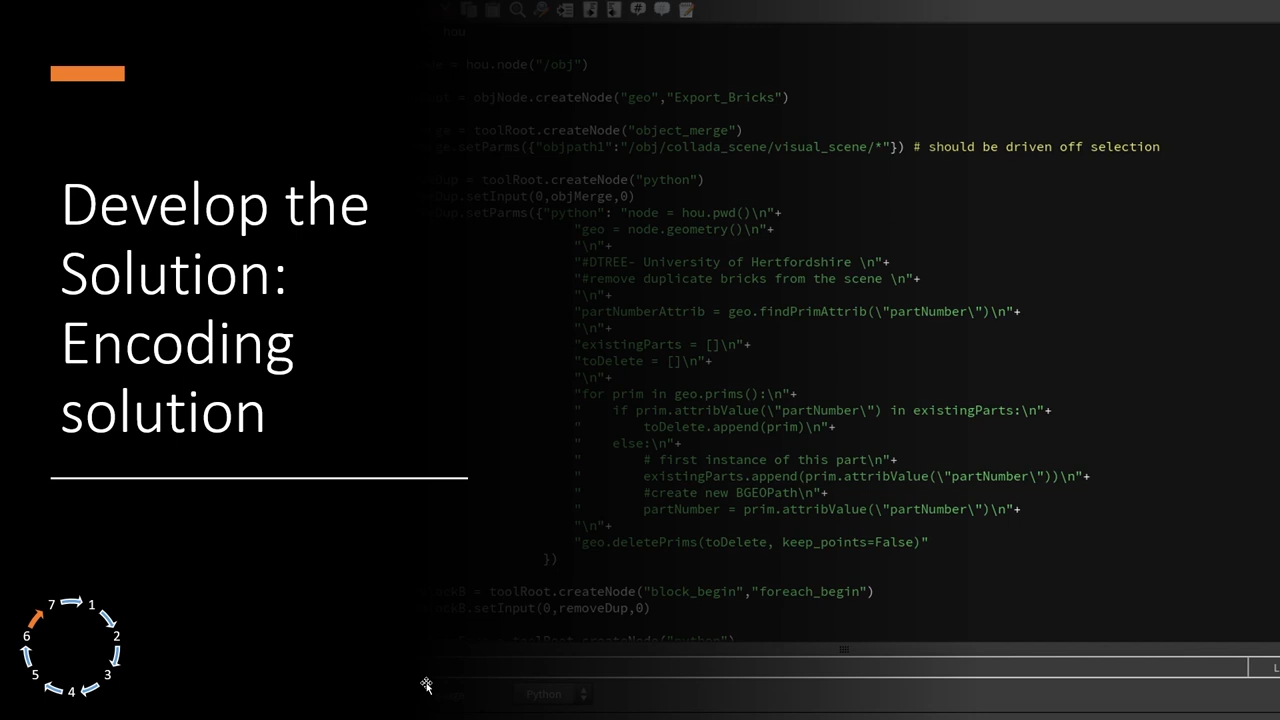 Develop the
Solution:
Encoding
solution
hou
= hou.node("/obj")
= objNode.createNode("geo","Export_Bricks")
= toolRoot.createNode("object_merge")
.setParms({"objpath1":"/obj/collada_scene/visual_scene/*"}) # should be driven off selection
= toolRoot.createNode("python")
.setInput(0,objMerge,0)
.setParms({"python": "node = hou.pwd()\n"+
"geo = node.geometry()\n"+
"\n"+
"#DTREE- University of Hertfordshire \n"+
"#remove duplicate bricks from the scene \n"+
"\n"+
"partNumberAttrib = geo.findPrimAttrib(\"partNumber\")\n"+
"\n"+
"existingParts = []\n"+
"toDelete = []\n"+
"\n"+
"for prim in geo.prims():\n"+
"    if prim.attribValue(\"partNumber\") in existingParts:\n"+
"        toDelete.append(prim)\n"+
"    else:\n"+
"        # first instance of this part\n"+
"        existingParts.append(prim.attribValue(\"partNumber\"))\n"+
"        #create new BGEOPath\n"+
"        partNumber = prim.attribValue(\"partNumber\")\n"+
"\n"+
"geo.deletePrims(toDelete, keep_points=False)"
})
= toolRoot.createNode("block_begin","foreach_begin")
.setInput(0,removeDup,0)
toolRoot.createNode("python")
Python
L
7 1
6 2
5 3
4